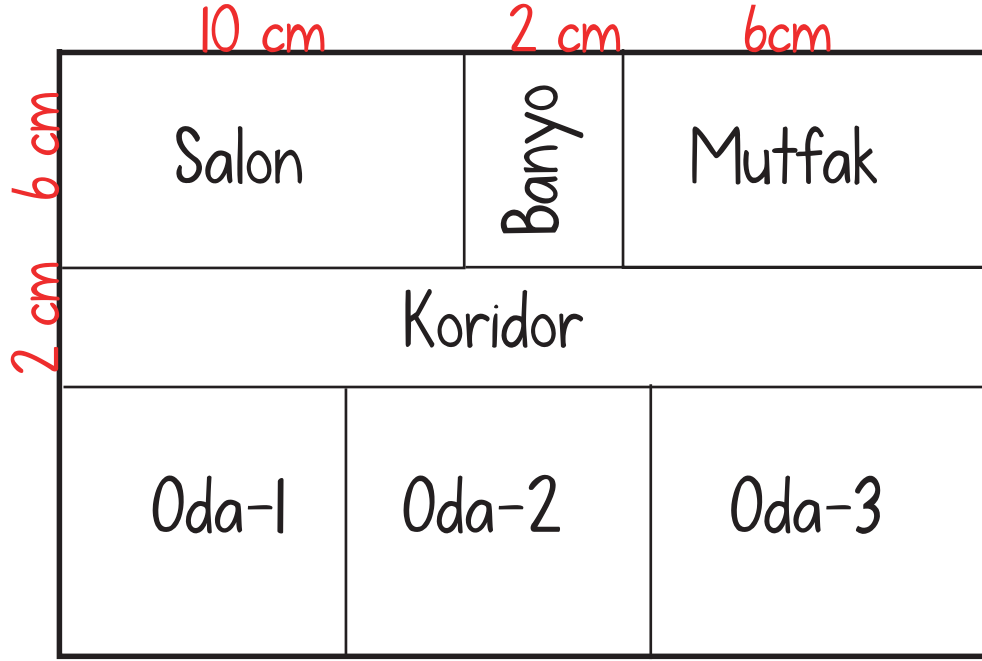 10 cm 2 cm 6cm
6 cm
Salon Banyo Mutfak
2 cm
Koridor
Oda-1 Oda-2 Oda-3